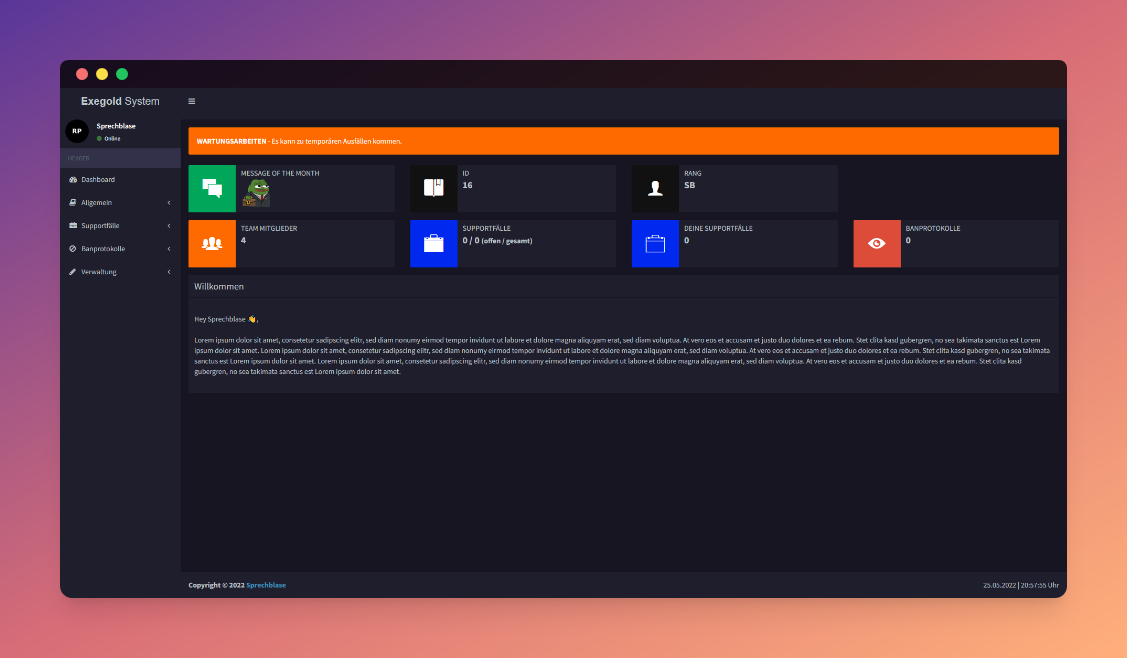 Exegold System
RP
Sprechblase
Online
HEADER
Dashboard
Allgemein
Supportfälle
Banprotokolle
Verwaltung
WARTUNGSARBEITEN - Es kann zu temporären Ausfällen kommen.
MESSAGE OF THE MONTH
ID
16
RANG
SB
TEAM MITGLIEDER
4
SUPPORTFÄLLE
0 / 0 (offen / gesamt)
DEINE SUPPORTFÄLLE
0
BANPROTOKOLLE
0
Willkommen
Hey Sprechblase 👋,
Lorem ipsum dolor sit amet, consetetur sadipscing elitr, sed diam nonumy eirmod tempor invidunt ut labore et dolore magna aliquyam erat, sed diam voluptua. At vero eos et accusam et justo duo dolores et ea rebum. Stet clita kasd gubergren, no sea takimata sanctus est Lorem
ipsum dolor sit amet. Lorem ipsum dolor sit amet, consetetur sadipscing elitr, sed diam nonumy eirmod tempor invidunt ut labore et dolore magna aliquyam erat, sed diam voluptua. At vero eos et accusam et justo duo dolores et ea rebum. Stet clita kasd gubergren, no sea takimata
sanctus est Lorem ipsum dolor sit amet. Lorem ipsum dolor sit amet, consetetur sadipscing elitr, sed diam nonumy eirmod tempor invidunt ut labore et dolore magna aliquyam erat, sed diam voluptua. At vero eos et accusam et justo duo dolores et ea rebum. Stet clita kasd
gubergren, no sea takimata sanctus est Lorem ipsum dolor sit amet.
Copyright © 2022 Sprechblase
25.05.2022 | 20:57:55 Uhr